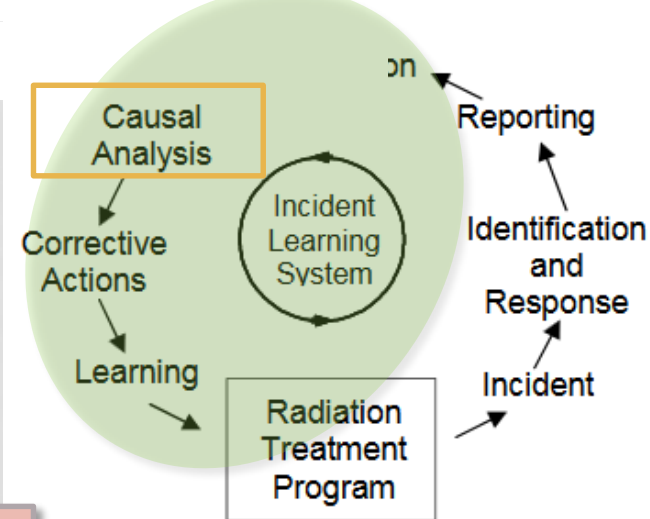 on
Causal
Analysis
Reporting
Incident
Learning
System
Corrective
Actions
Identification
and
Response
Learning
Incident
Radiation
Treatment
Program